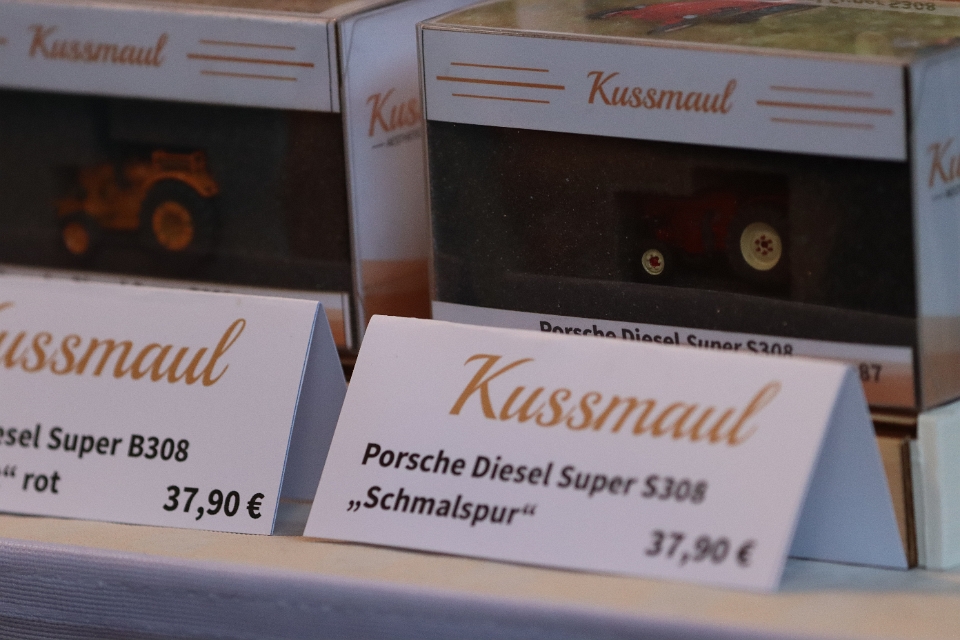 Kussmaul
Kussmaul
Porsche Diesel Super S308
87
Kussmaul
esel Super B308
“ rot
37,90 €
Kussmaul
Porsche Diesel Super S308
„Schmalspur“
37,90 €